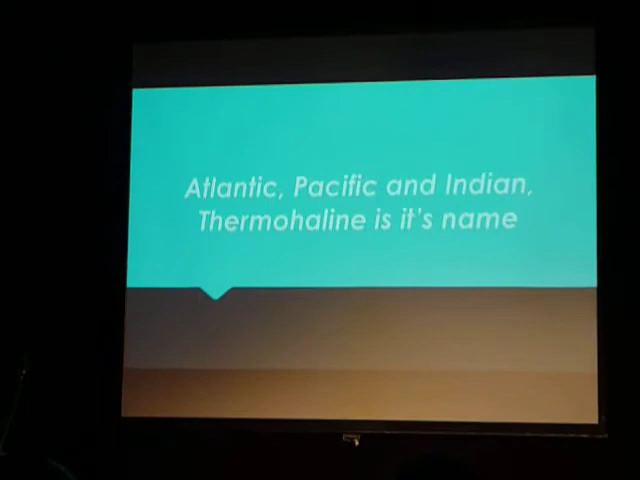 Atlantic, Pacific and Indian,
Thermohaline is it's name